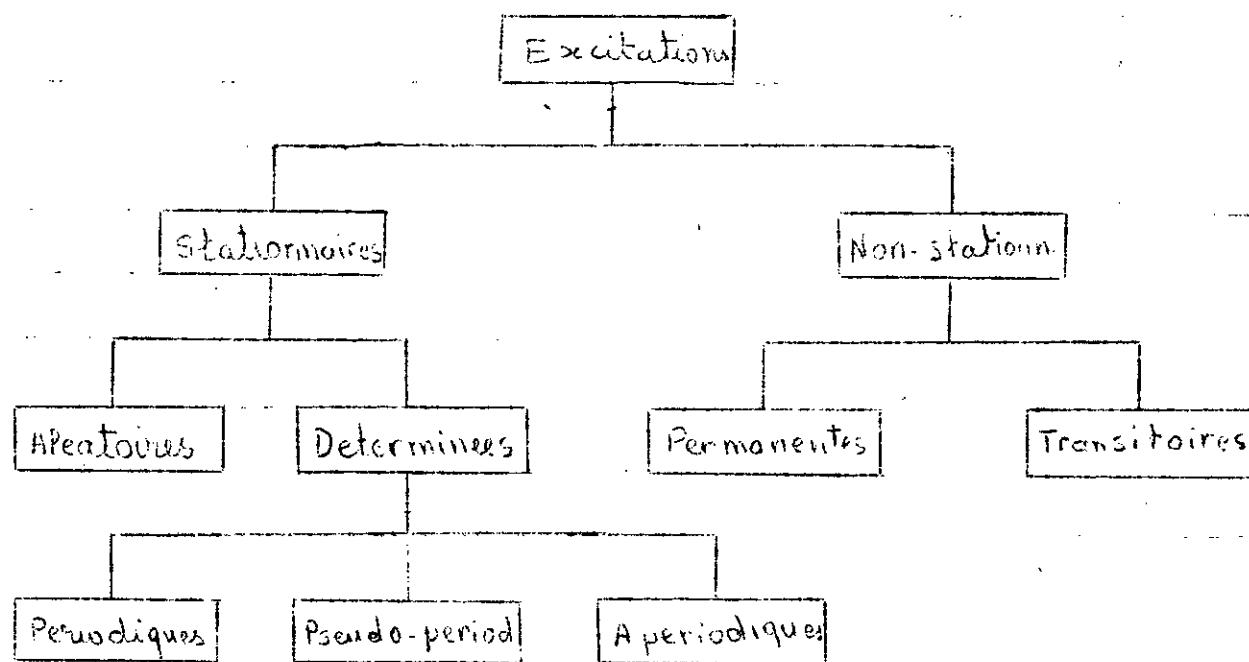 Excitations
Stationnaires
Non-stationn.
Aleatoires
Determinees
Permanentes
Transitoires
Periodiques
Pseudo-period
Aperiodiques